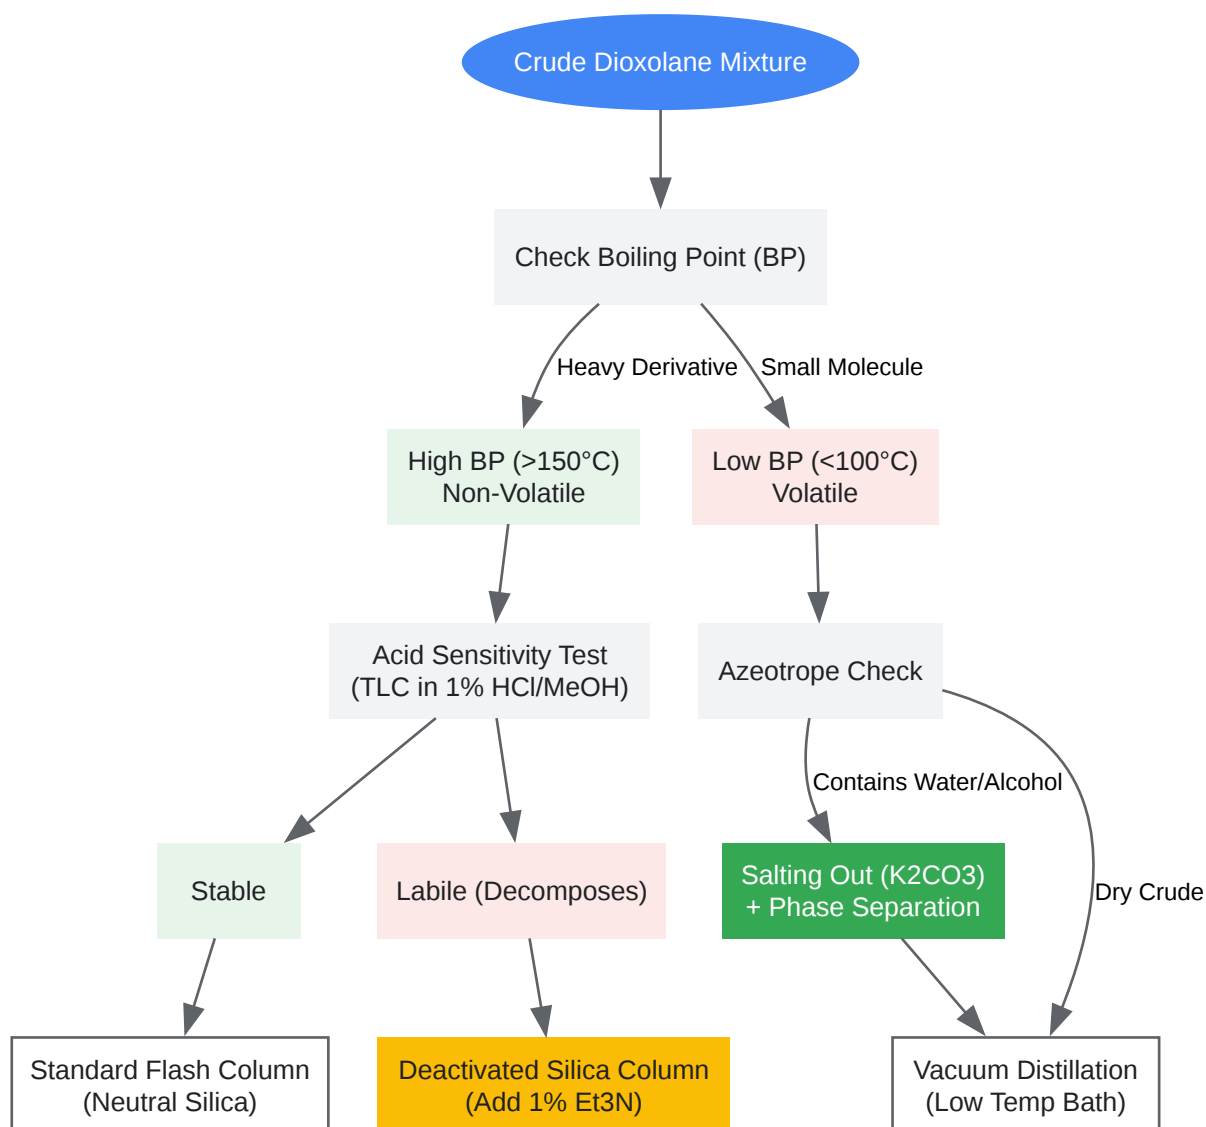 Crude Dioxolane Mixture
Check Boiling Point (BP)
Heavy Derivative
Small Molecule
High BP (>150°C)
Non-Volatile
Low BP (<100°C)
Volatile
Acid Sensitivity Test
(TLC in 1% HCl/MeOH)
Azeotrope Check
Contains Water/Alcohol
Stable
Labile (Decomposes)
Salting Out (K2CO3)
+ Phase Separation
Dry Crude
Standard Flash Column
(Neutral Silica)
Deactivated Silica Column
(Add 1% Et3N)
Vacuum Distillation
(Low Temp Bath)